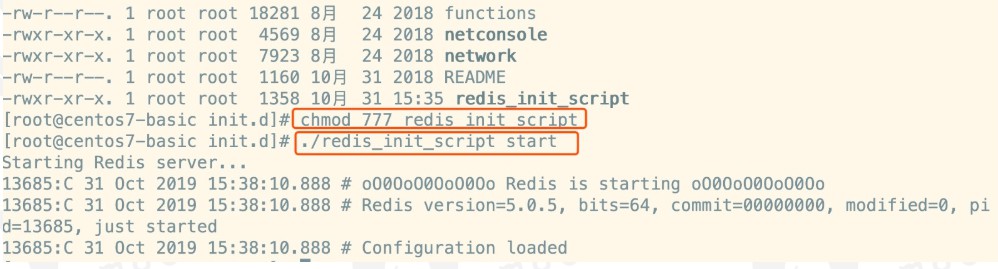 -rw-r--r--. 1 root root 18281 8月   24 2018 functions
-rwxr-xr-x. 1 root root  4569 8月   24 2018 netconsole
-rwxr-xr-x. 1 root root  7923 8月   24 2018 network
-rw-r--r--. 1 root root  1160 10月  31 2018 README
-rwxr-xr-x. 1 root root  1358 10月  31 15:35 redis_init_script
[root@centos7-basic init.d]# chmod 777 redis_init_script
[root@centos7-basic init.d]# ./redis_init_script start
Starting Redis server...
13685:C 31 Oct 2019 15:38:10.888 # oO0OoO0OoO0Oo Redis is starting oO0OoO0OoO0Oo
13685:C 31 Oct 2019 15:38:10.888 # Redis version=5.0.5, bits=64, commit=00000000, modified=0, pi
d=13685, just started
13685:C 31 Oct 2019 15:38:10.888 # Configuration loaded